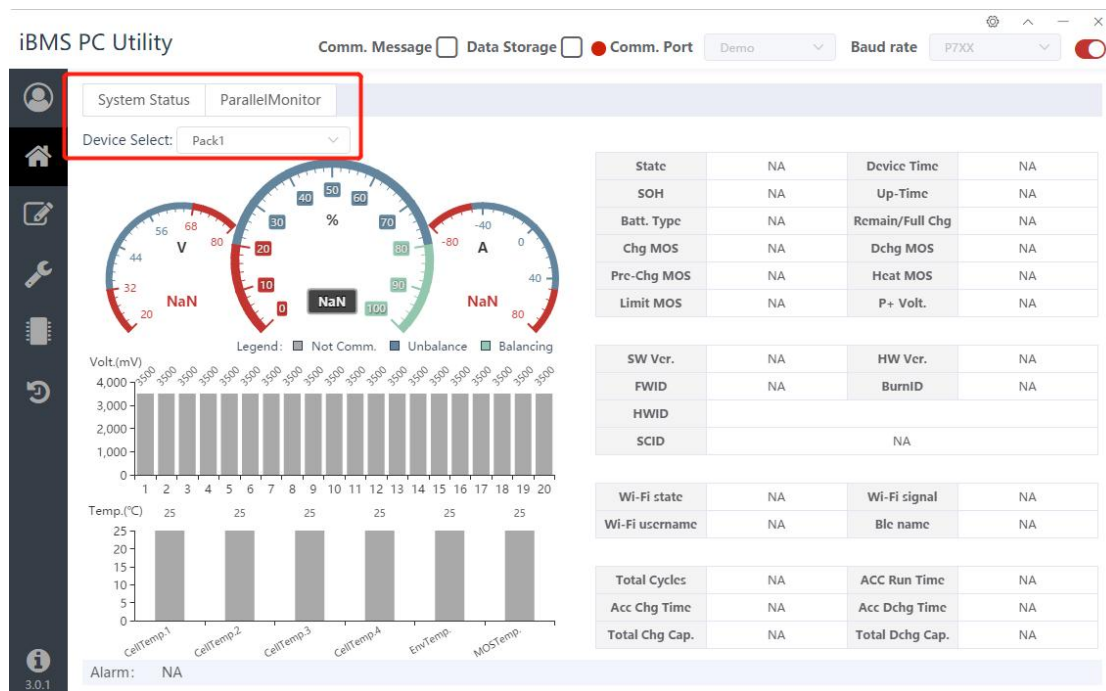 iBMS PC Utility
Comm. Message Data Storage Comm. Port Demo Baud rate P7XX
System Status ParallelMonitor
Device Select: Pack1
20 32 44 56 68 80
V
NaN
0 10 20 30 40 50 60 70 80 90 100
%
NaN
-80 -40 0 40 80
A
NaN
Legend: Not Comm. Unbalance Balancing
Volt.(mV)
3500 3500 3500 3500 3500 3500 3500 3500 3500 3500 3500 3500 3500 3500 3500 3500 3500 3500 3500 3500
4,000
3,000
2,000
1,000
0
1 2 3 4 5 6 7 8 9 10 11 12 13 14 15 16 17 18 19 20
Temp.(℃)
25 25 25 25 25 25
25
20
15
10
5
0
CellTemp.1 CellTemp.2 CellTemp.3 CellTemp.4 EnvTemp. MOSTemp.
State NA Device Time NA
SOH NA Up-Time NA
Batt. Type NA Remain/Full Chg NA
Chg MOS NA Dchg MOS NA
Pre-Chg MOS NA Heat MOS NA
Limit MOS NA P+ Volt. NA
SW Ver. NA HW Ver. NA
FWID NA BurnID NA
HWID
SCID NA
Wi-Fi state NA Wi-Fi signal NA
Wi-Fi username NA Ble name NA
Total Cycles NA ACC Run Time NA
Acc Chg Time NA Acc Dchg Time NA
Total Chg Cap. NA Total Dchg Cap. NA
Alarm: NA
3.0.1